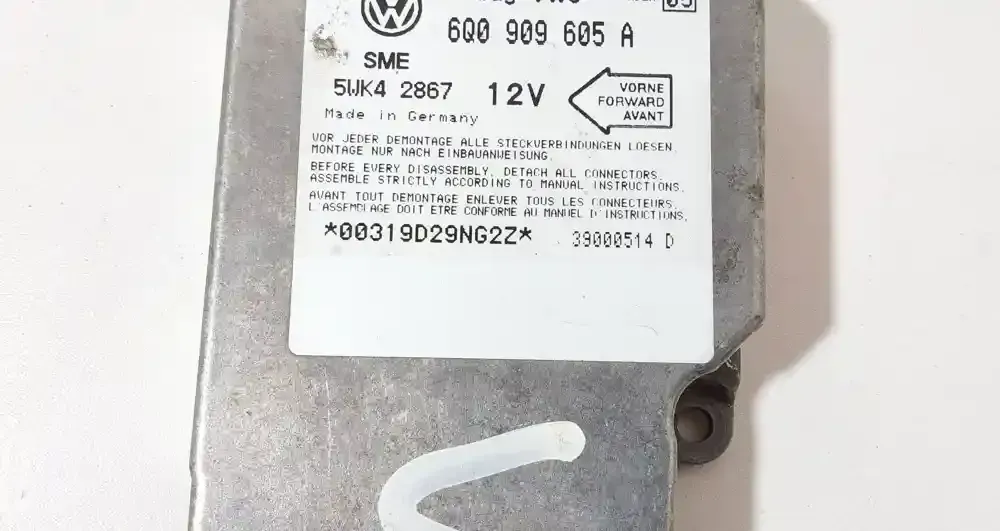 6Q0 909 605 A
SME
5WK4 2867 12V
VORNE
FORWARD
AVANT
Made in Germany
VOR JEDER DEMONTAGE ALLE STECKVERBINDUNGEN LOESEN.
MONTAGE NUR NACH EINBAUANWEISUNG.
BEFORE EVERY DISASSEMBLY, DETACH ALL CONNECTORS.
ASSEMBLE STRICTLY ACCORDING TO MANUAL INSTRUCTIONS.
AVANT TOUT DEMONTAGE ENLEVER TOUS LES CONNECTEURS.
L'ASSEMBLAGE DOIT ETRE CONFORME AU MANUEL D'INSTRUCTIONS.
*00319D29NG2Z* 39000514 D